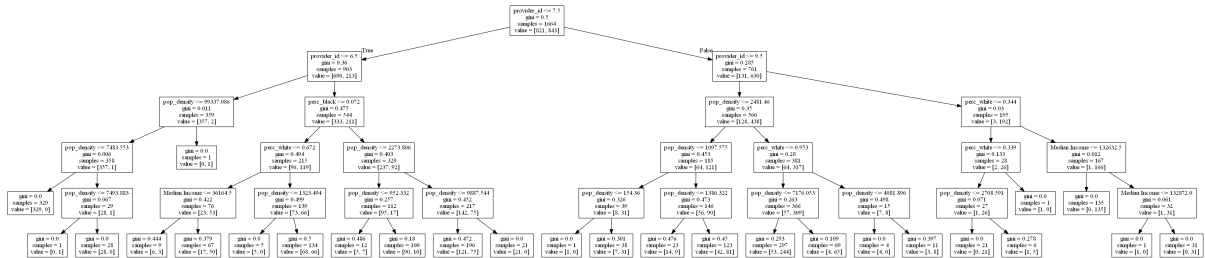 provider_id <= 7.5
gini = 0.5
samples = 1664
value = [821, 843]
True
False
provider_id <= 6.5
gini = 0.36
samples = 903
value = [690, 213]
provider_id <= 9.5
gini = 0.285
samples = 761
value = [131, 630]
pop_density <= 99337.086
gini = 0.011
samples = 359
value = [357, 2]
perc_black <= 0.072
gini = 0.475
samples = 544
value = [333, 211]
pop_density <= 2481.46
gini = 0.35
samples = 566
value = [128, 438]
perc_white <= 0.344
gini = 0.03
samples = 195
value = [3, 192]
pop_density <= 7483.553
gini = 0.006
samples = 358
value = [357, 1]
gini = 0.0
samples = 1
value = [0, 1]
perc_white <= 0.672
gini = 0.494
samples = 215
value = [96, 119]
pop_density <= 2273.806
gini = 0.403
samples = 329
value = [237, 92]
pop_density <= 1097.575
gini = 0.453
samples = 185
value = [64, 121]
perc_white <= 0.953
gini = 0.28
samples = 381
value = [64, 317]
perc_white <= 0.339
gini = 0.133
samples = 28
value = [2, 26]
Median Income <= 132632.5
gini = 0.012
samples = 167
value = [1, 166]
gini = 0.0
samples = 329
value = [329, 0]
pop_density <= 7493.883
gini = 0.067
samples = 29
value = [28, 1]
Median Income <= 36164.5
gini = 0.422
samples = 76
value = [23, 53]
pop_density <= 1323.494
gini = 0.499
samples = 139
value = [73, 66]
pop_density <= 952.332
gini = 0.257
samples = 112
value = [95, 17]
pop_density <= 9887.544
gini = 0.452
samples = 217
value = [142, 75]
pop_density <= 154.36
gini = 0.326
samples = 39
value = [8, 31]
pop_density <= 1386.322
gini = 0.473
samples = 146
value = [56, 90]
pop_density <= 7176.053
gini = 0.263
samples = 366
value = [57, 309]
pop_density <= 4081.896
gini = 0.498
samples = 15
value = [7, 8]
pop_density <= 2708.591
gini = 0.071
samples = 27
value = [1, 26]
gini = 0.0
samples = 1
value = [1, 0]
gini = 0.0
samples = 135
value = [0, 135]
Median Income <= 132872.0
gini = 0.061
samples = 32
value = [1, 31]
gini = 0.0
samples = 1
value = [0, 1]
gini = 0.0
samples = 28
value = [28, 0]
gini = 0.444
samples = 9
value = [6, 3]
gini = 0.379
samples = 67
value = [17, 50]
gini = 0.0
samples = 5
value = [5, 0]
gini = 0.5
samples = 134
value = [68, 66]
gini = 0.486
samples = 12
value = [5, 7]
gini = 0.18
samples = 100
value = [90, 10]
gini = 0.472
samples = 196
value = [121, 75]
gini = 0.0
samples = 21
value = [21, 0]
gini = 0.0
samples = 1
value = [1, 0]
gini = 0.301
samples = 38
value = [7, 31]
gini = 0.476
samples = 23
value = [14, 9]
gini = 0.45
samples = 123
value = [42, 81]
gini = 0.293
samples = 297
value = [53, 244]
gini = 0.109
samples = 69
value = [4, 65]
gini = 0.0
samples = 4
value = [4, 0]
gini = 0.397
samples = 11
value = [3, 8]
gini = 0.0
samples = 21
value = [0, 21]
gini = 0.278
samples = 6
value = [1, 5]
gini = 0.0
samples = 1
value = [1, 0]
gini = 0.0
samples = 31
value = [0, 31]